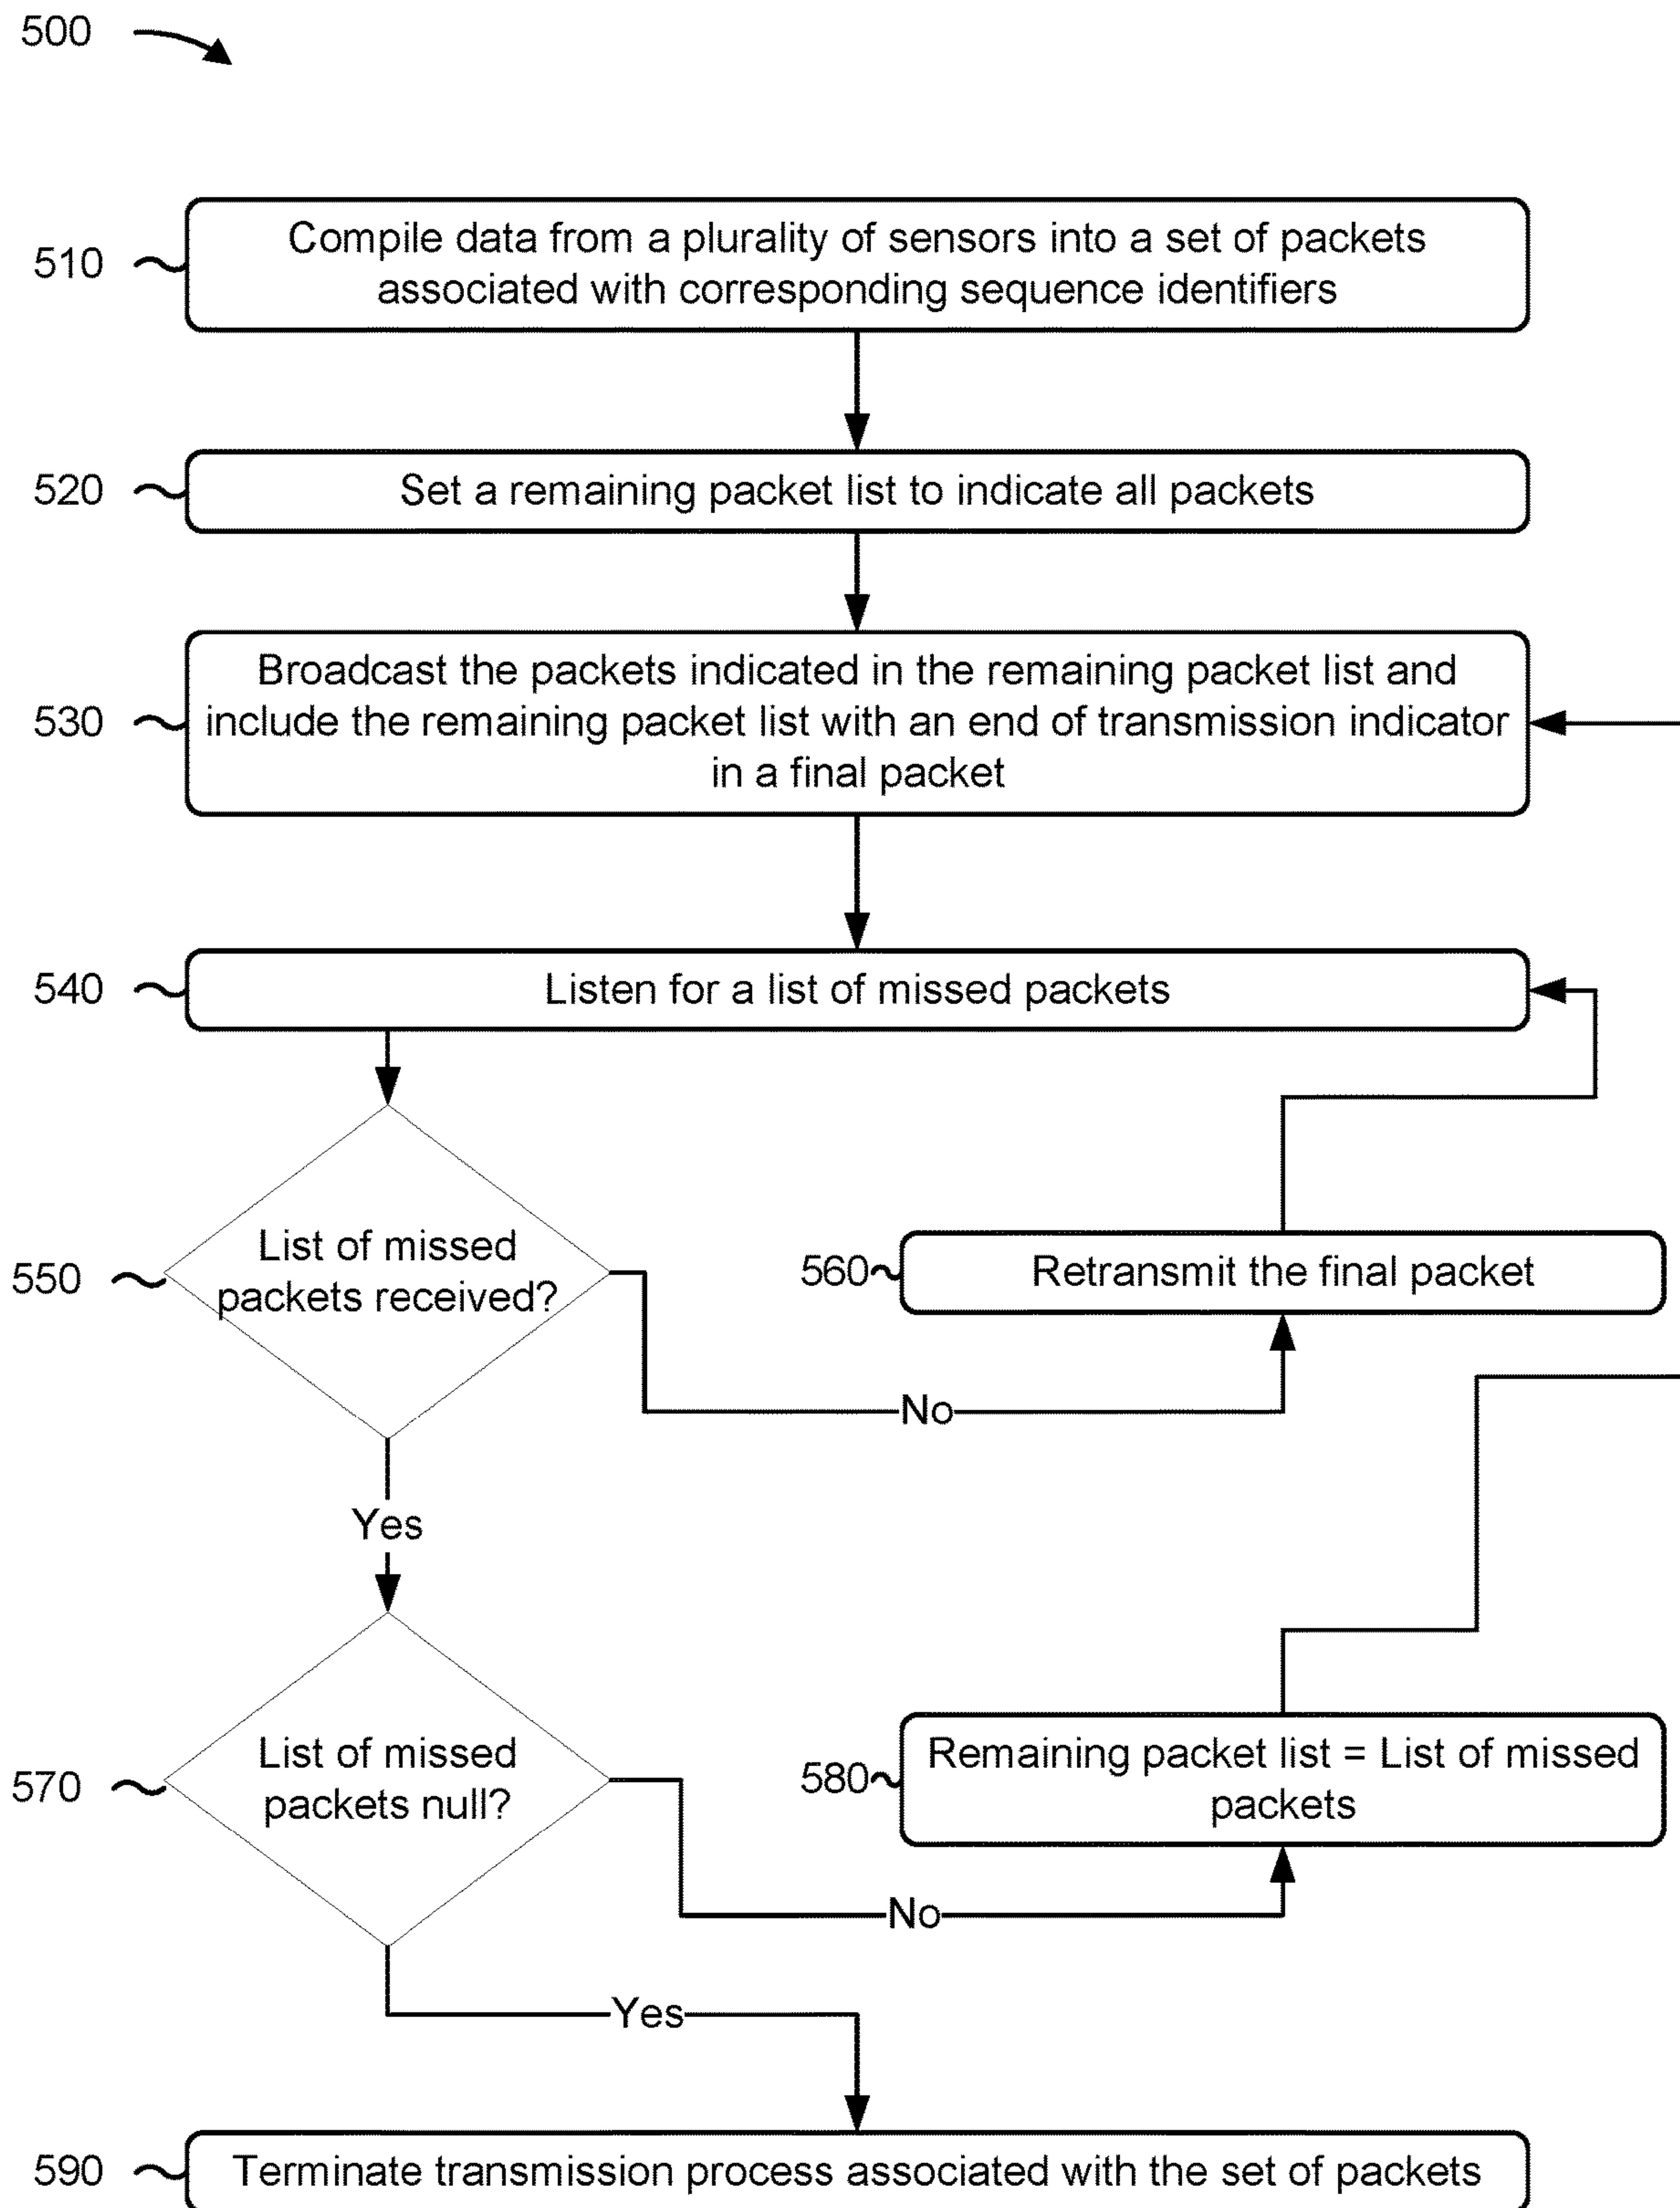 500
510
Compile data from a plurality of sensors into a set of packets
associated with corresponding sequence identifiers
520
Set a remaining packet list to indicate all packets
530
Broadcast the packets indicated in the remaining packet list and
include the remaining packet list with an end of transmission indicator
in a final packet
540
Listen for a list of missed packets
550
List of missed
packets received?
560
Retransmit the final packet
No
Yes
570
List of missed
packets null?
580
Remaining packet list = List of missed
packets
No
Yes
590
Terminate transmission process associated with the set of packets